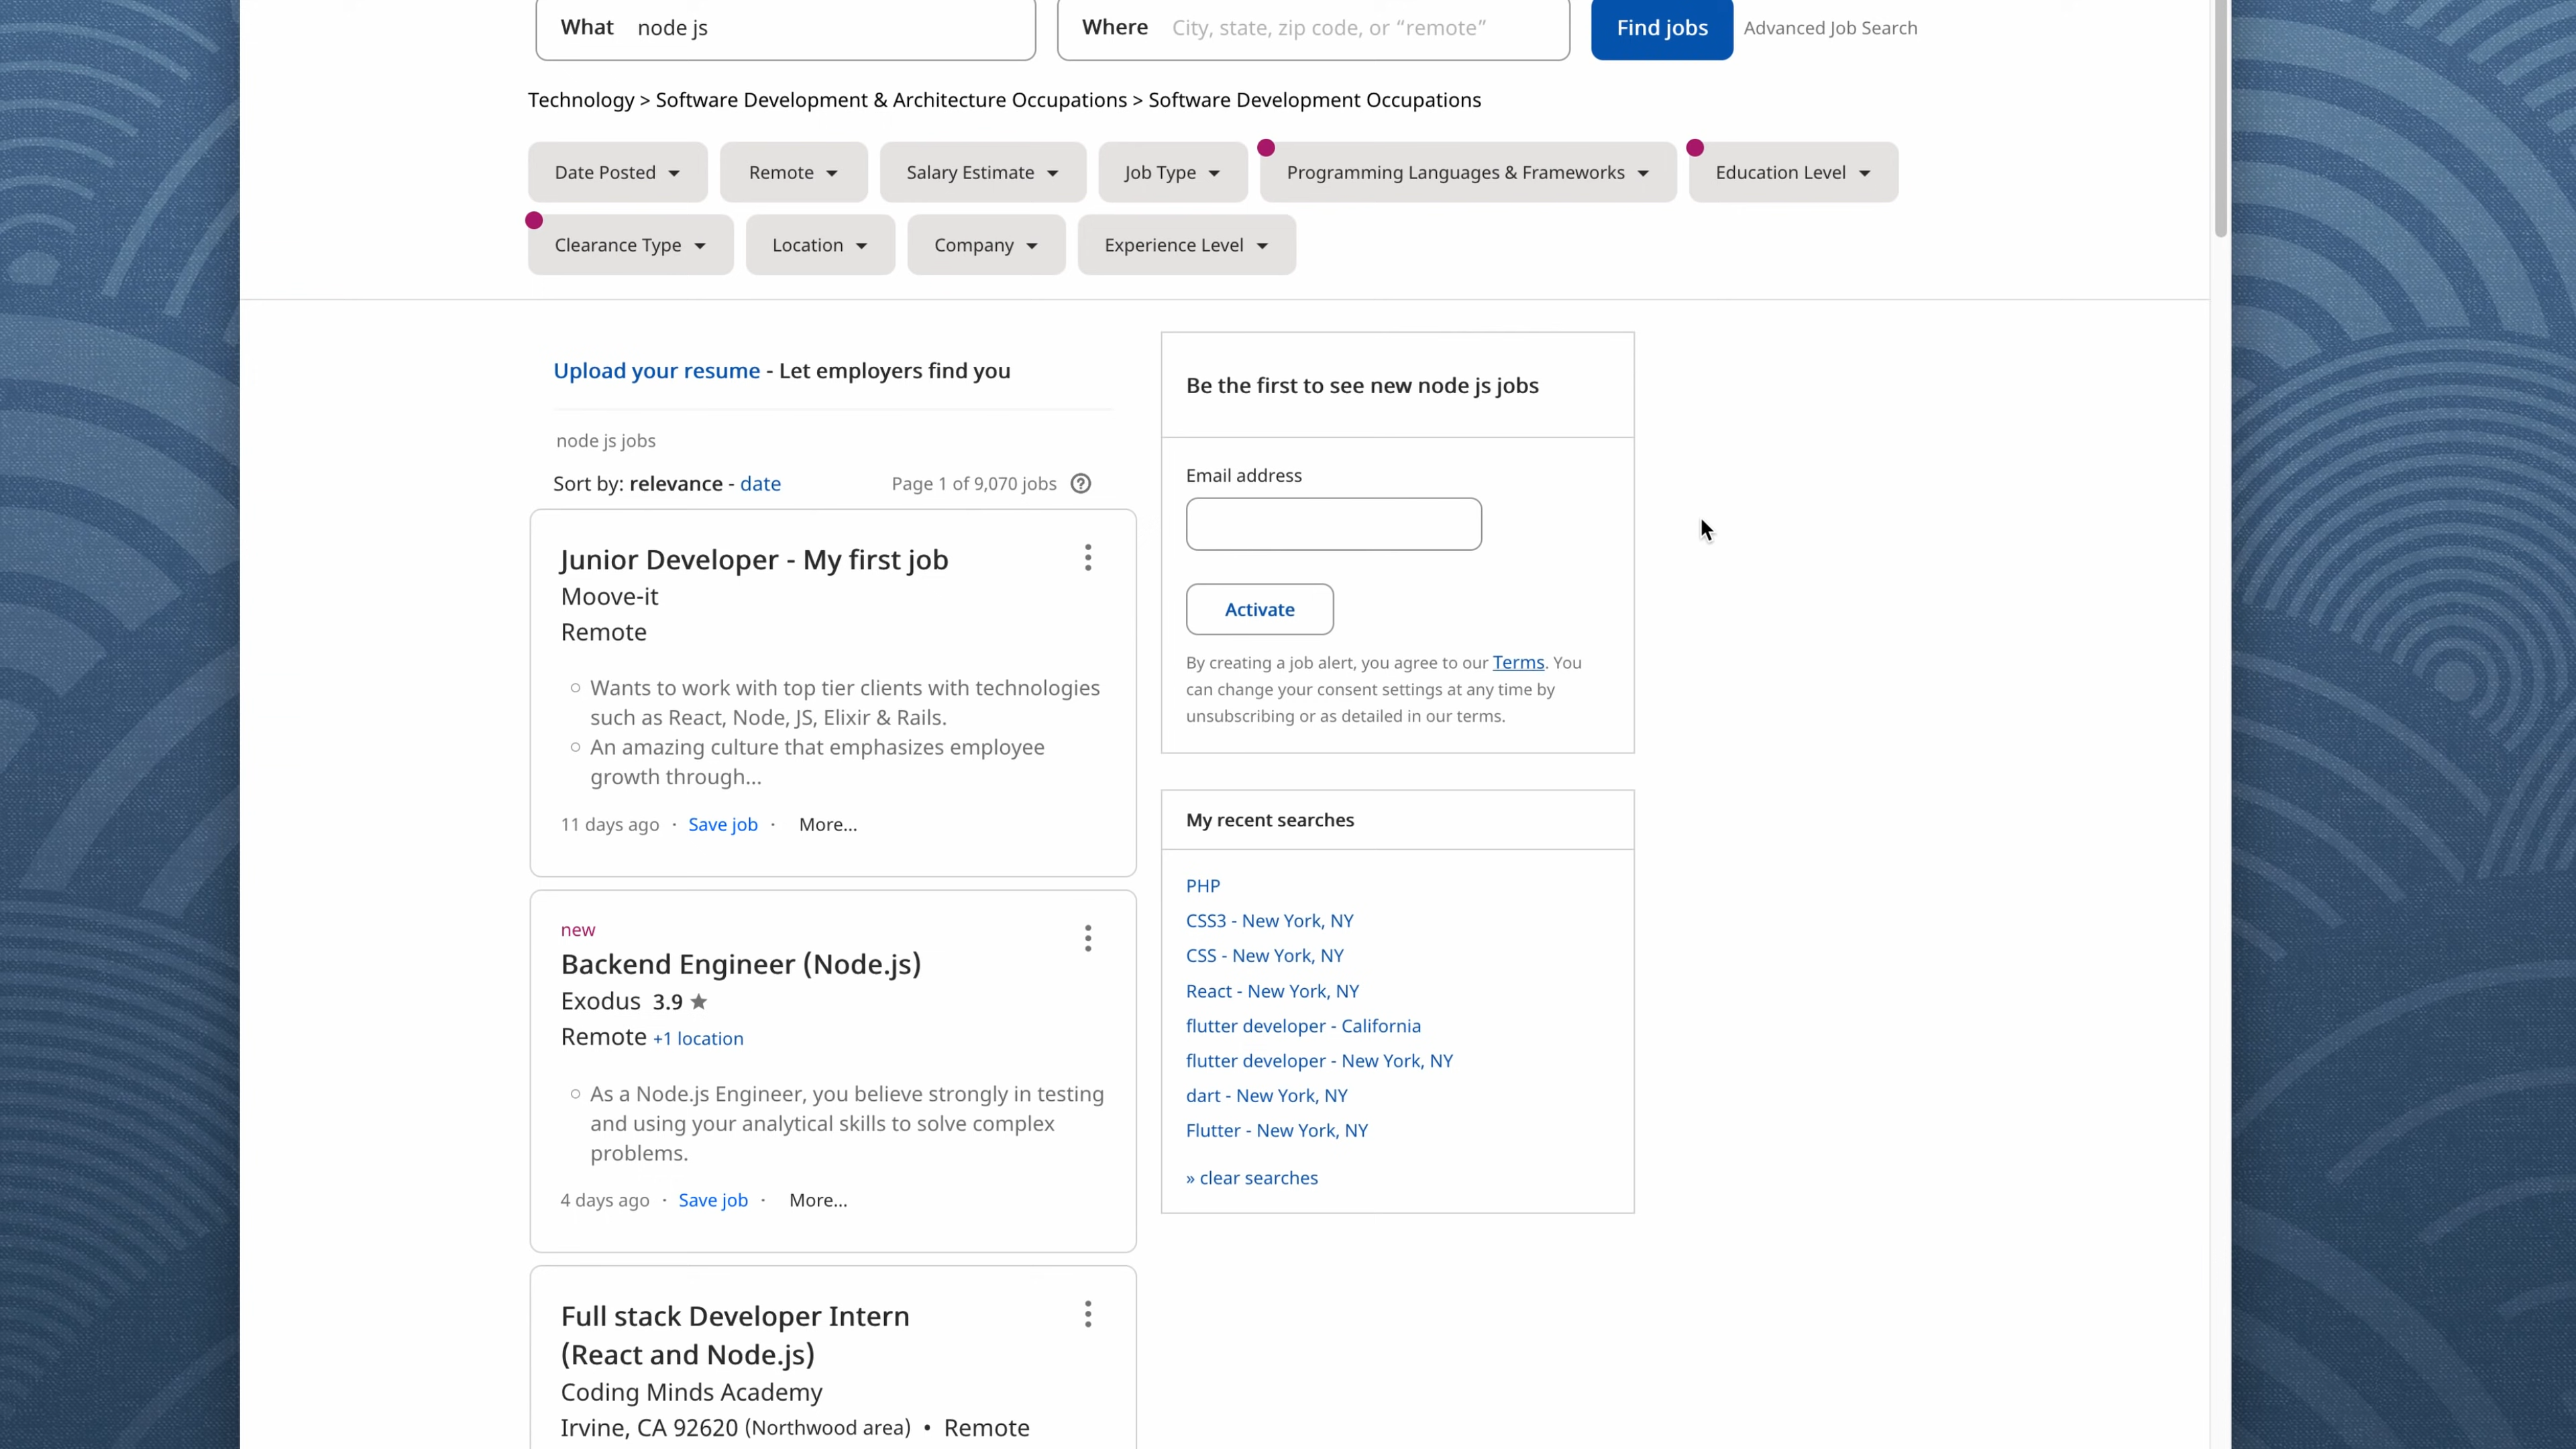 What node js Where City, state, zip code, or “remote” Find jobs Advanced Job Search
Technology > Software Development & Architecture Occupations > Software Development Occupations
Date Posted Remote Salary Estimate Job Type Programming Languages & Frameworks Education Level
Clearance Type Location Company Experience Level
Upload your resume - Let employers find you
node js jobs
Sort by: relevance - date Page 1 of 9,070 jobs ?
Junior Developer - My first job
Moove-it
Remote
Wants to work with top tier clients with technologies
such as React, Node, JS, Elixir & Rails.
An amazing culture that emphasizes employee
growth through...
11 days ago · Save job · More...
new
Backend Engineer (Node.js)
Exodus 3.9 ★
Remote +1 location
As a Node.js Engineer, you believe strongly in testing
and using your analytical skills to solve complex
problems.
4 days ago · Save job · More...
Full stack Developer Intern
(React and Node.js)
Coding Minds Academy
Irvine, CA 92620 (Northwood area) • Remote
Be the first to see new node js jobs
Email address
Activate
By creating a job alert, you agree to our Terms. You
can change your consent settings at any time by
unsubscribing or as detailed in our terms.
My recent searches
PHP
CSS3 - New York, NY
CSS - New York, NY
React - New York, NY
flutter developer - California
flutter developer - New York, NY
dart - New York, NY
Flutter - New York, NY
» clear searches